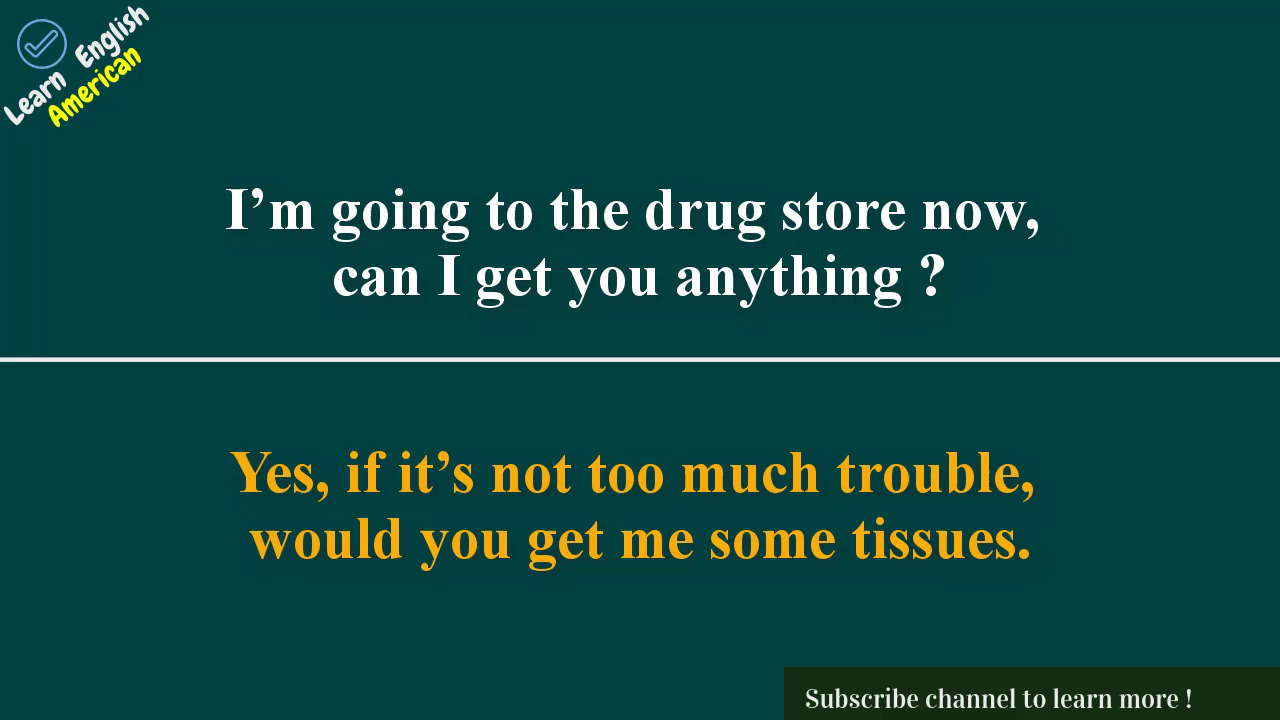 Learn English
American
I’m going to the drug store now,
can I get you anything ?
Yes, if it’s not too much trouble,
would you get me some tissues.
Subscribe channel to learn more !